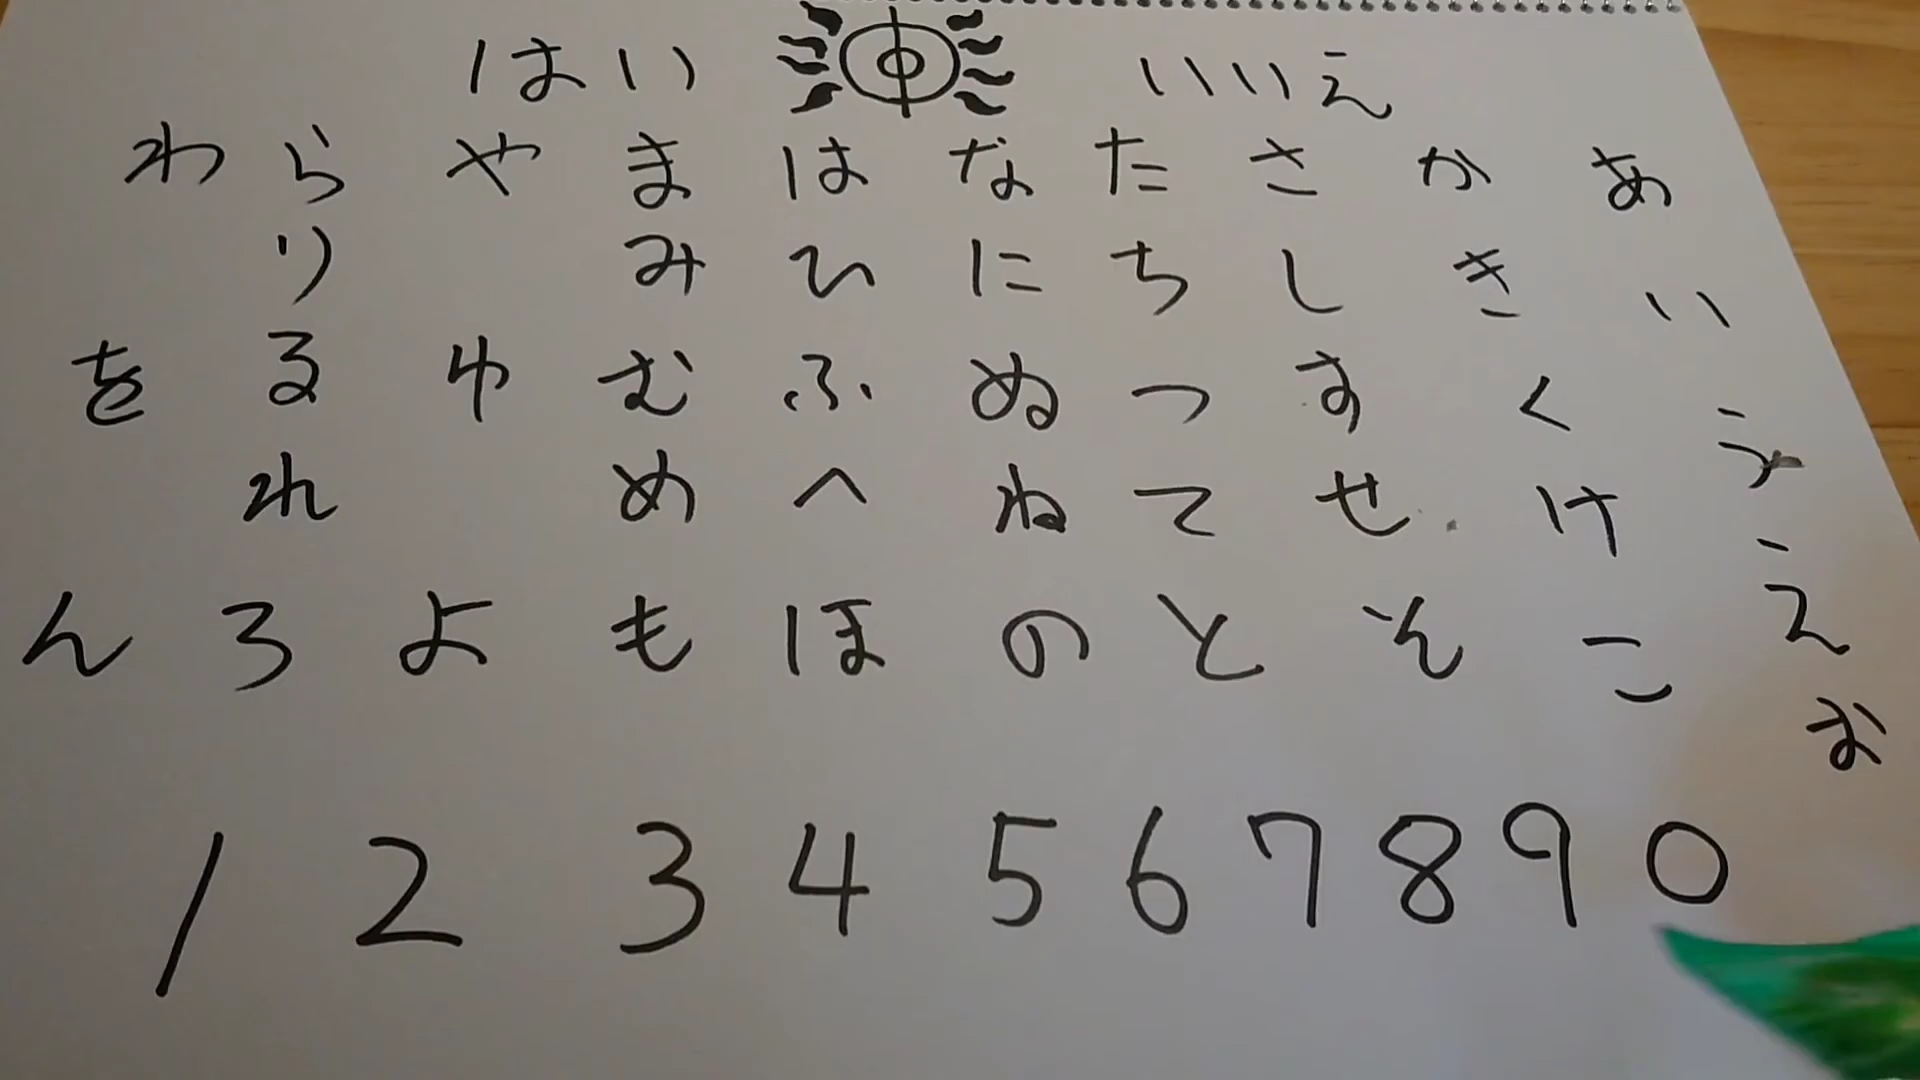 はい 中 いいえ
わ ら や ま は な た さ か あ
り み ひ に ち し き い
を る ゆ む ふ ぬ つ す く う
れ め へ ね て せ け え
ん ろ よ も ほ の と そ こ お
1 2 3 4 5 6 7 8 9 0